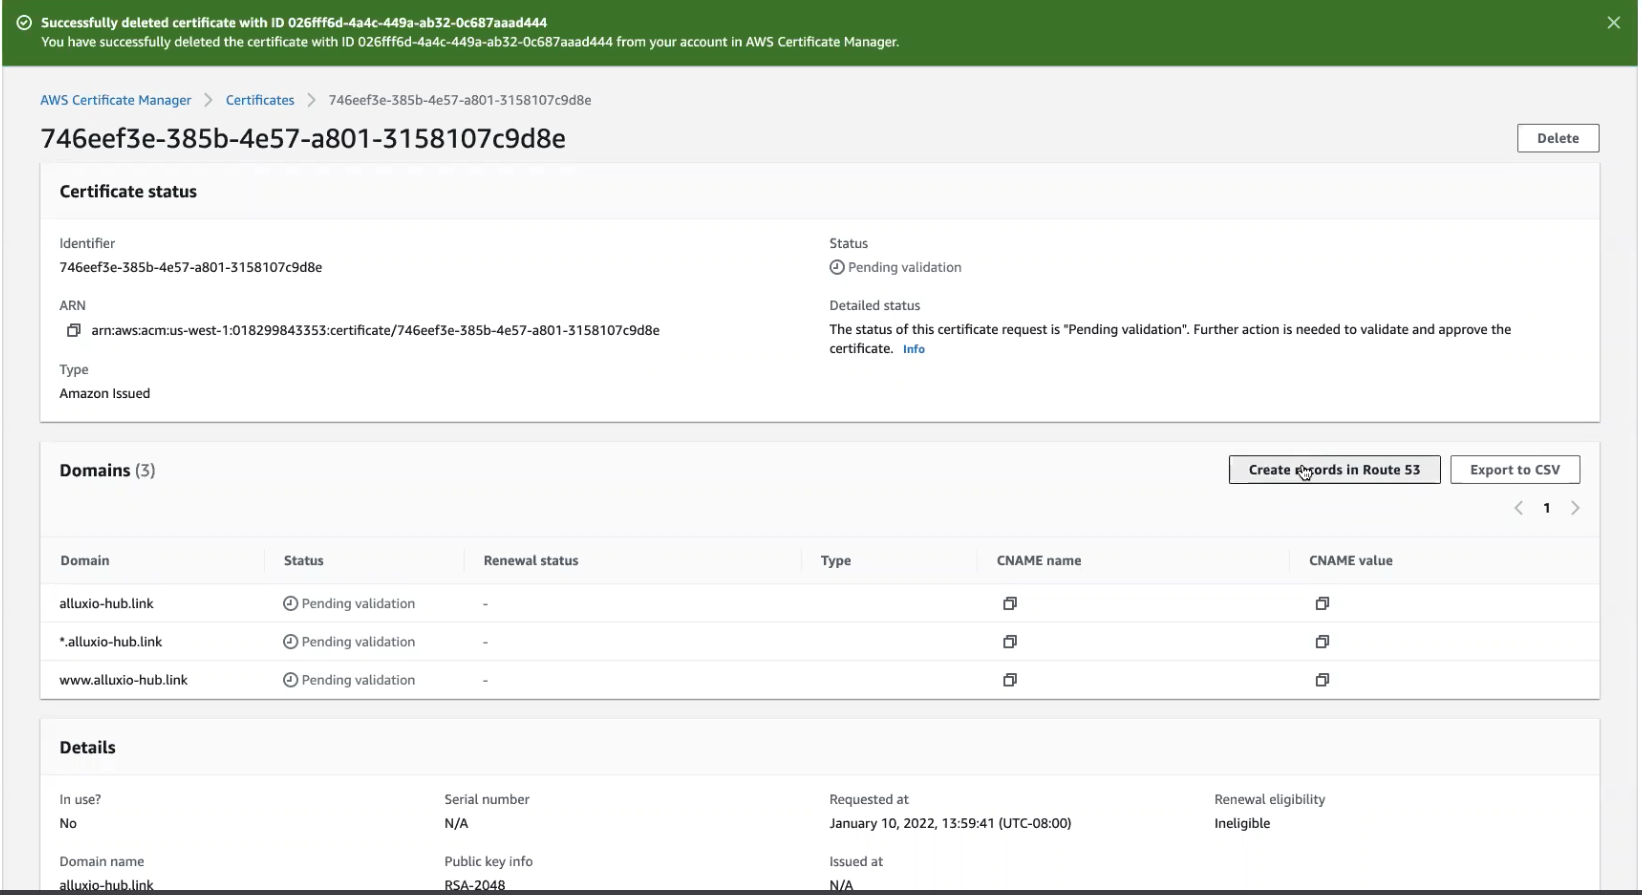 Successfully deleted certificate with ID 026fff6d-4a4c-449a-ab32-0c687aaad444
You have successfully deleted the certificate with ID 026fff6d-4a4c-449a-ab32-0c687aaad444 from your account in AWS Certificate Manager.
AWS Certificate Manager > Certificates > 746eef3e-385b-4e57-a801-3158107c9d8e
746eef3e-385b-4e57-a801-3158107c9d8e
Delete
Certificate status
Identifier
746eef3e-385b-4e57-a801-3158107c9d8e
ARN
arn:aws:acm:us-west-1:018299843353:certificate/746eef3e-385b-4e57-a801-3158107c9d8e
Type
Amazon Issued
Status
Pending validation
Detailed status
The status of this certificate request is "Pending validation". Further action is needed to validate and approve the
certificate. Info
Domains (3)
Create records in Route 53
Export to CSV
1
Domain Status Renewal status Type CNAME name CNAME value
alluxio-hub.link Pending validation -
*.alluxio-hub.link Pending validation -
www.alluxio-hub.link Pending validation -
Details
In use?
No
Serial number
N/A
Requested at
January 10, 2022, 13:59:41 (UTC-08:00)
Renewal eligibility
Ineligible
Domain name
alluxio-hub.link
Public key info
RSA-2048
Issued at
N/A